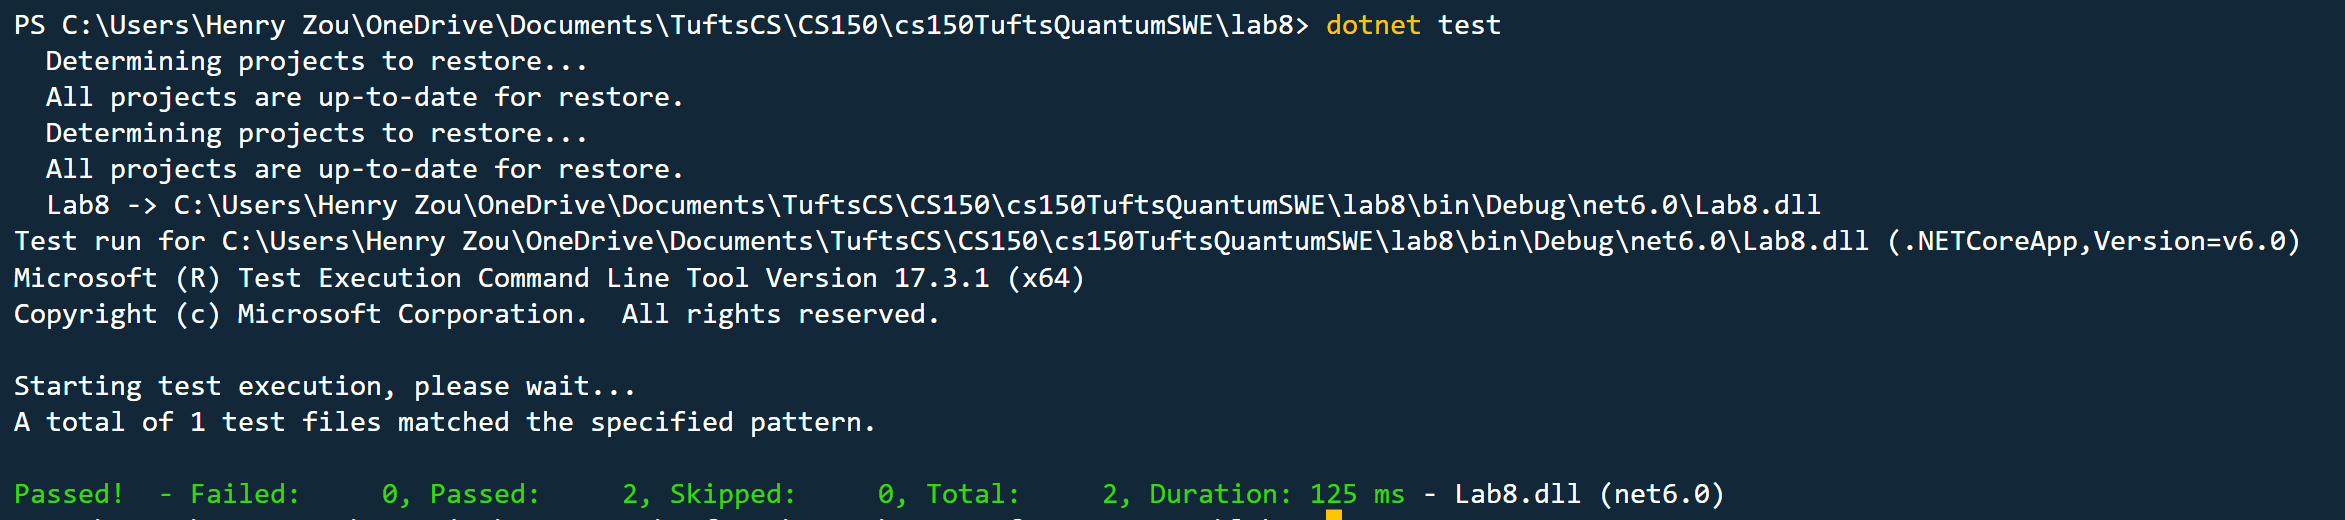 PS C:\Users\Henry Zou\OneDrive\Documents\TuftsCS\CS150\cs150TuftsQuantumSWE\lab8> dotnet test
  Determining projects to restore...
  All projects are up-to-date for restore.
  Determining projects to restore...
  All projects are up-to-date for restore.
  Lab8 -> C:\Users\Henry Zou\OneDrive\Documents\TuftsCS\CS150\cs150TuftsQuantumSWE\lab8\bin\Debug\net6.0\Lab8.dll
Test run for C:\Users\Henry Zou\OneDrive\Documents\TuftsCS\CS150\cs150TuftsQuantumSWE\lab8\bin\Debug\net6.0\Lab8.dll (.NETCoreApp,Version=v6.0)
Microsoft (R) Test Execution Command Line Tool Version 17.3.1 (x64)
Copyright (c) Microsoft Corporation.  All rights reserved.

Starting test execution, please wait...
A total of 1 test files matched the specified pattern.

Passed!  - Failed:     0, Passed:     2, Skipped:     0, Total:     2, Duration: 125 ms - Lab8.dll (net6.0)